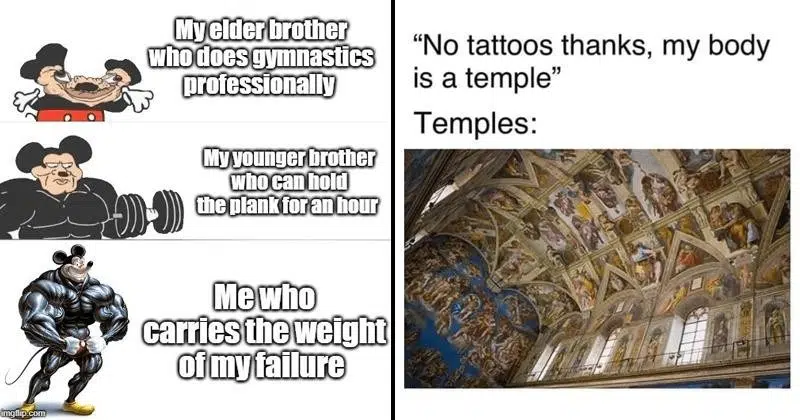 My elder brother
who does gymnastics
professionally
My younger brother
who can hold
the plank for an hour
Me who
carries the weight
of my failure
imgflip.com
“No tattoos thanks, my body
is a temple”
Temples: